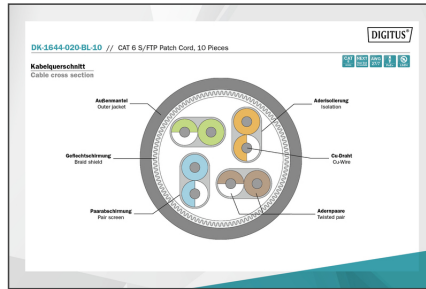 DIGITUS®
DK-1644-020-BL-10 // CAT 6 S/FTP Patch Cord, 10 Pieces
Kabelquerschnitt
Cable cross section
Außenmantel
Outer jacket
Aderisolierung
Isolation
Geflechtschirmung
Braid shield
Cu-Draht
Cu-Wire
Paarabschirmung
Pair screen
Adernpaare
Twisted pair